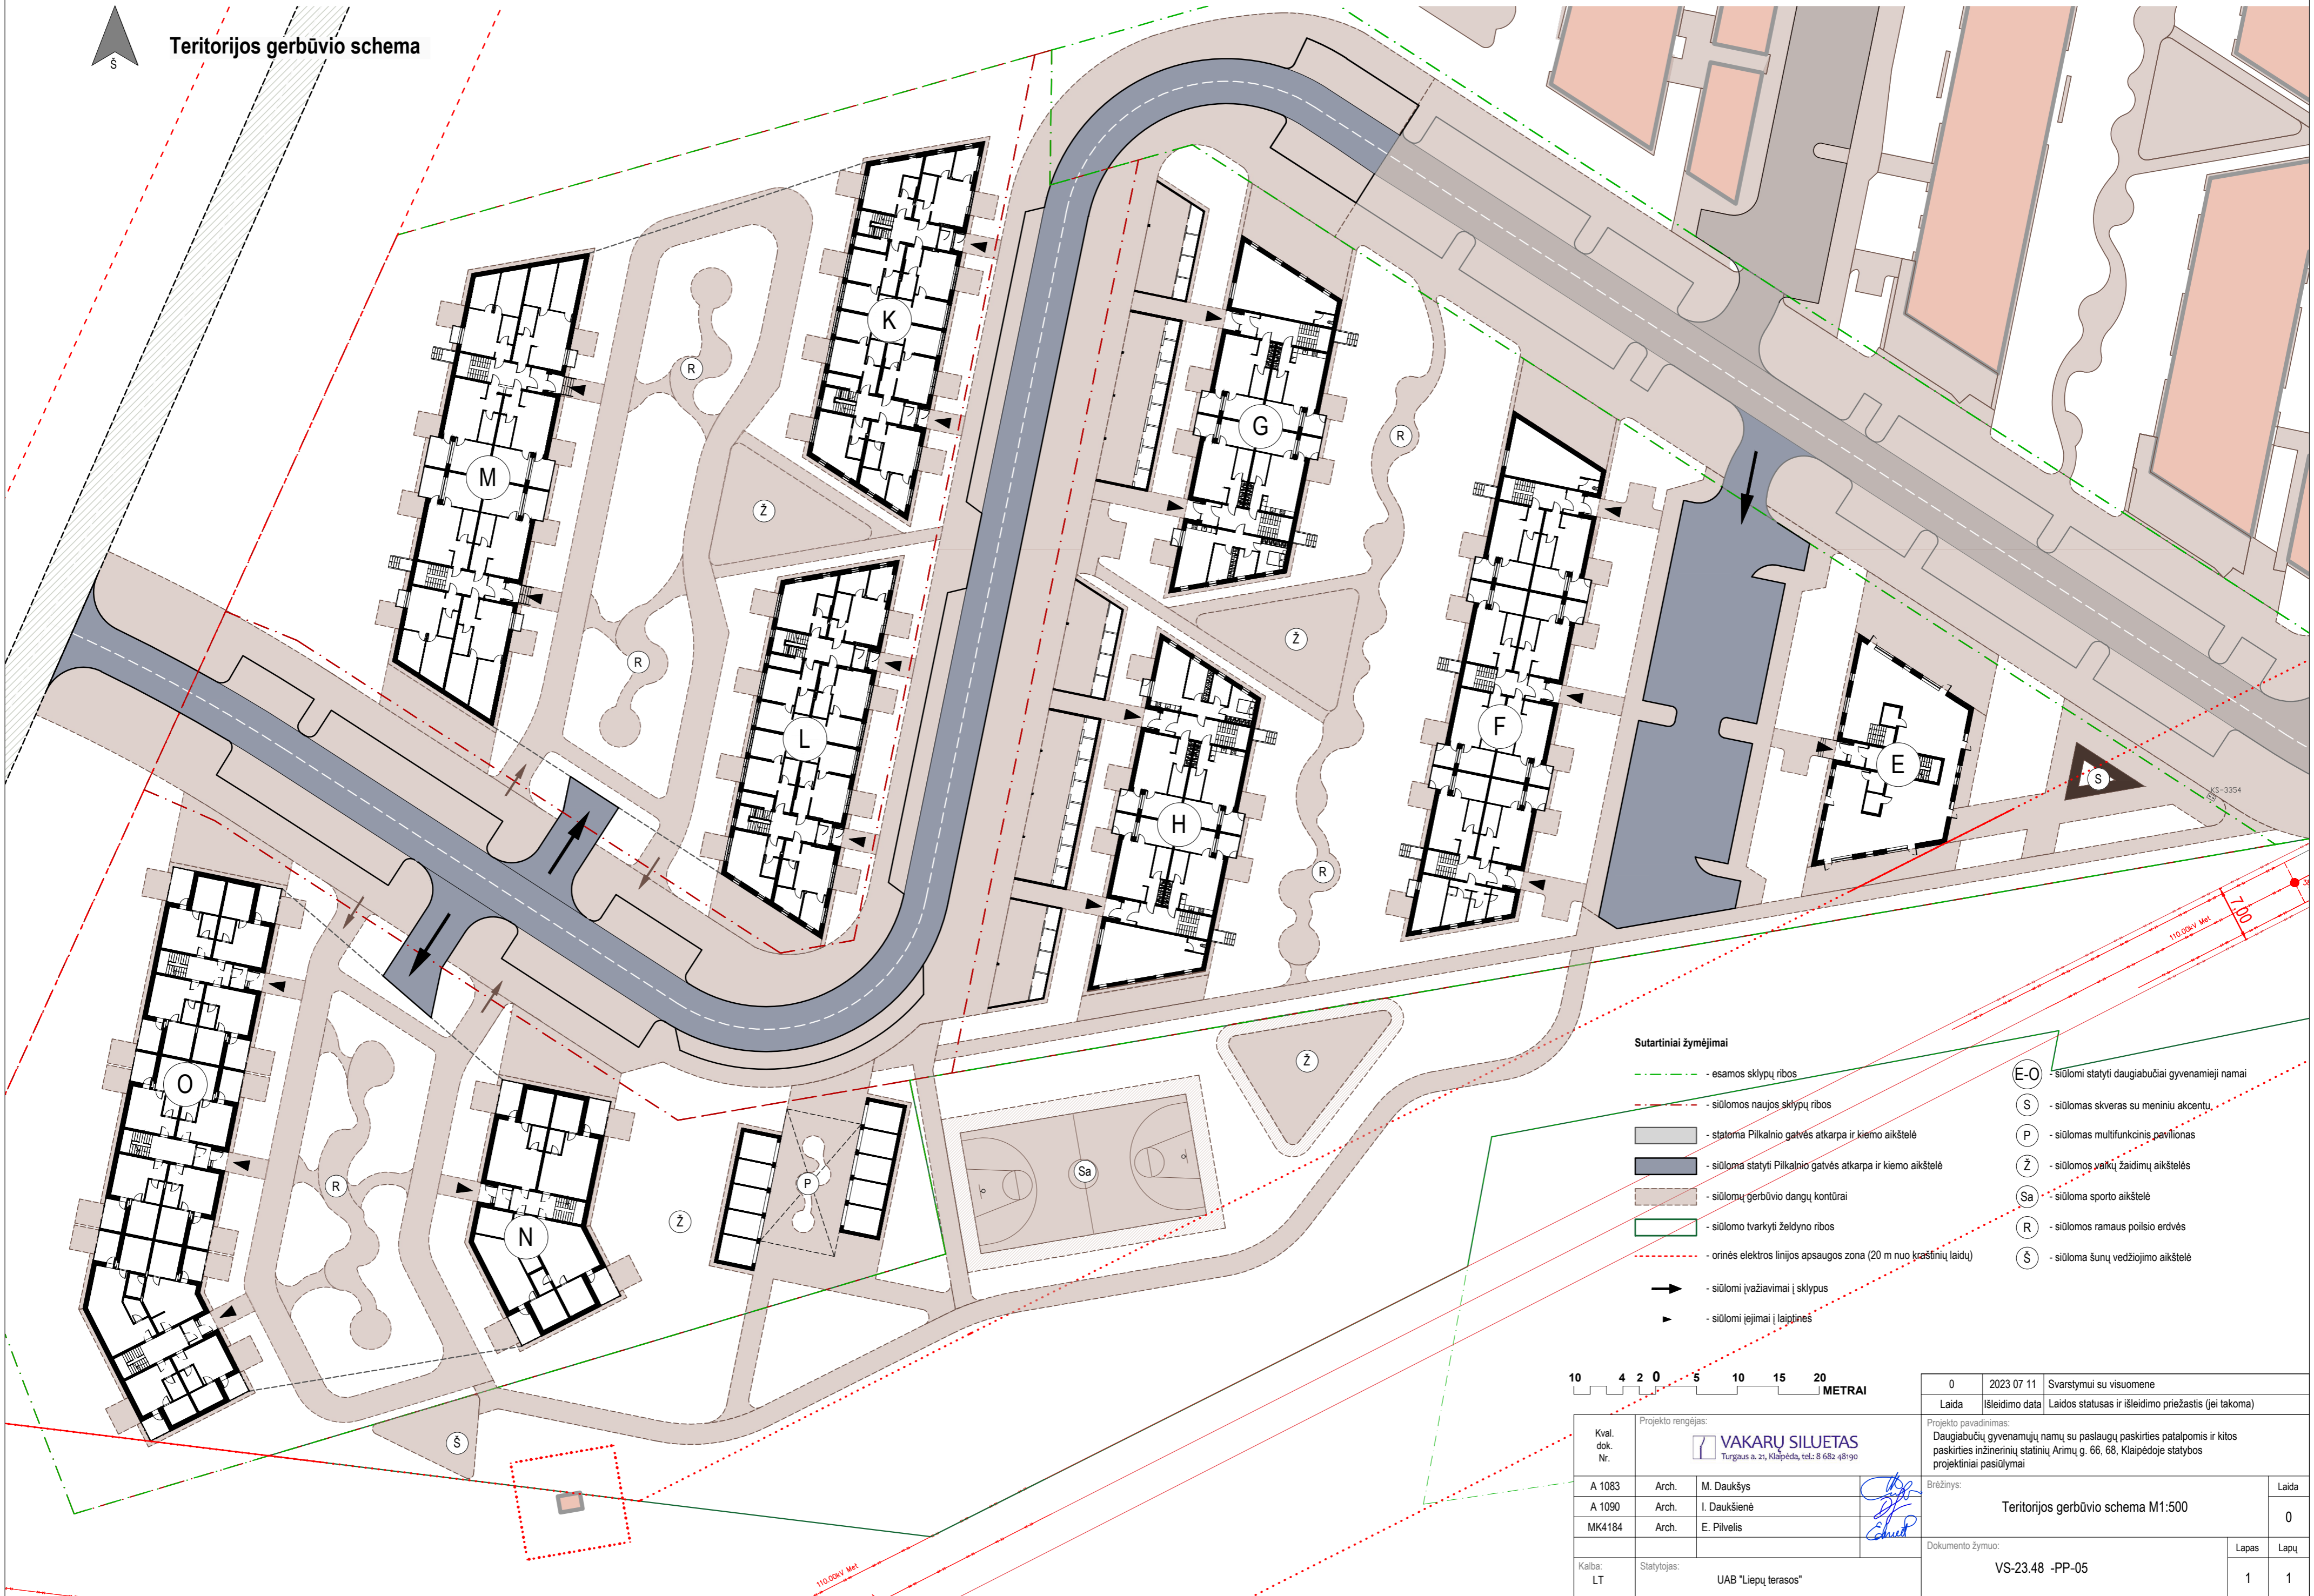 Teritorijos gerbūvio schema
Š
K
R
G
M
R
Ž
Ž
R
L
F
E
S
KS-3354
H
R
7,00
110.00kV Met
O
Ž
Sa
P
R
Ž
N
Š
110.00kV Met
Sutartiniai žymėjimai
- esamos sklypų ribos
- siūlomos naujos sklypų ribos
- statoma Pilkalnio gatvės atkarpa ir kiemo aikštelė
- siūloma statyti Pilkalnio gatvės atkarpa ir kiemo aikštelė
- siūlomų gerbūvio dangų kontūrai
- siūlomo tvarkyti želdyno ribos
- orinės elektros linijos apsaugos zona (20 m nuo kraštinių laidų)
- siūlomi įvažiavimai į sklypus
- siūlomi įėjimai į laiptines
E-O - siūlomi statyti daugiabučiai gyvenamieji namai
S - siūlomas skveras su meniniu akcentu
P - siūlomas multifunkcinis pavilionas
Ž - siūlomos vaikų žaidimų aikštelės
Sa - siūloma sporto aikštelė
R - siūlomos ramaus poilsio erdvės
Š - siūloma šunų vedžiojimo aikštelė
10 4 2 0 5 10 15 20
METRAI
0 2023 07 11 Svarstymui su visuomene
Laida Išleidimo data Laidos statusas ir išleidimo priežastis (jei takoma)
Kval.
dok.
Nr.
Projekto rengėjas:
VAKARŲ SILUETAS
Turgaus a. 21, Klaipėda, tel.: 8 682 48190
Projekto pavadinimas:
Daugiabučių gyvenamųjų namų su paslaugų paskirties patalpomis ir kitos
paskirties inžinerinių statinių Arimų g. 66, 68, Klaipėdoje statybos
projektiniai pasiūlymai
A 1083 Arch. M. Daukšys
A 1090 Arch. I. Daukšienė
MK4184 Arch. E. Pilvelis
Brėžinys:
Teritorijos gerbūvio schema M1:500
Laida
0
Kalba:
LT
Statytojas:
UAB "Liepų terasos"
Dokumento žymuo:
VS-23.48 -PP-05
Lapas
1
Lapų
1